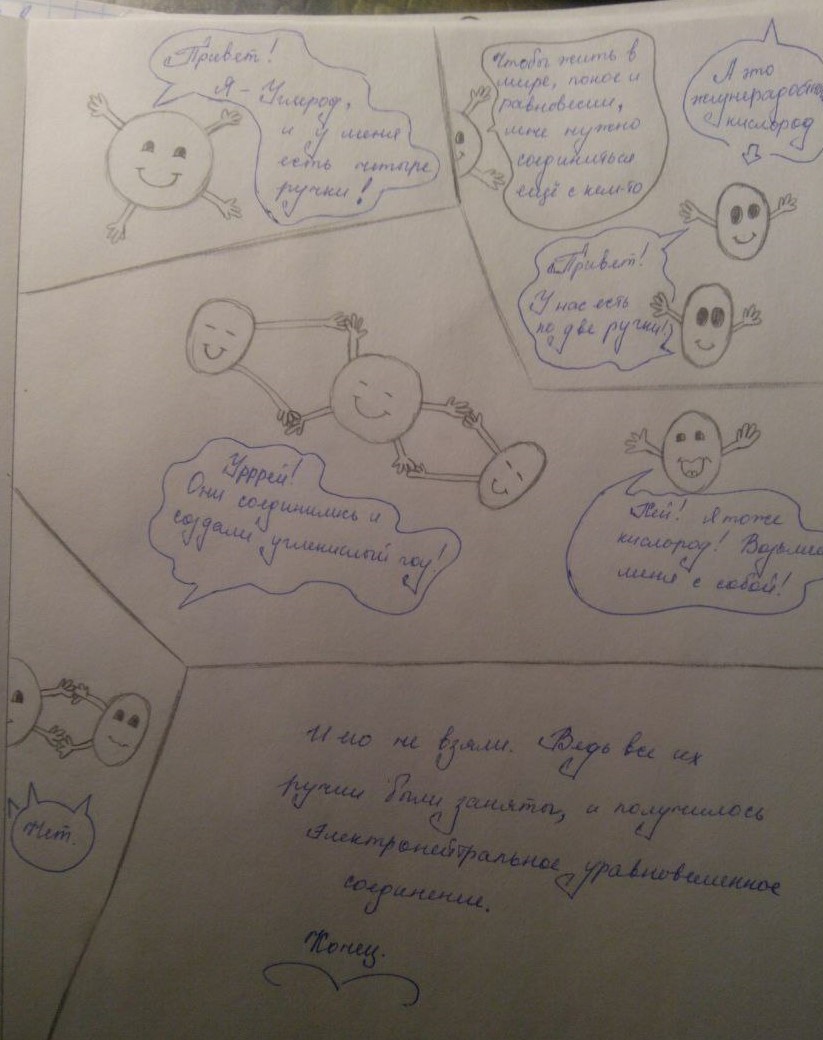 Привет!
Я - Углерод,
и у меня
есть четыре
ручки!
Чтобы жить в
мире, покое и
равновесии,
мне нужно
соединиться
ещё с кем-то
А это
жизнерадостный
кислород
Привет!
У нас есть
по две ручки!
Урррей!
Они соединились и
создали углекислый газ!
Хей! Я тоже
кислород! Возьмите
меня с собой!
Нет.
И его не взяли. Ведь все их
ручки были заняты, и получилось
электронейтральное уравновешенное
соединение.
Конец.